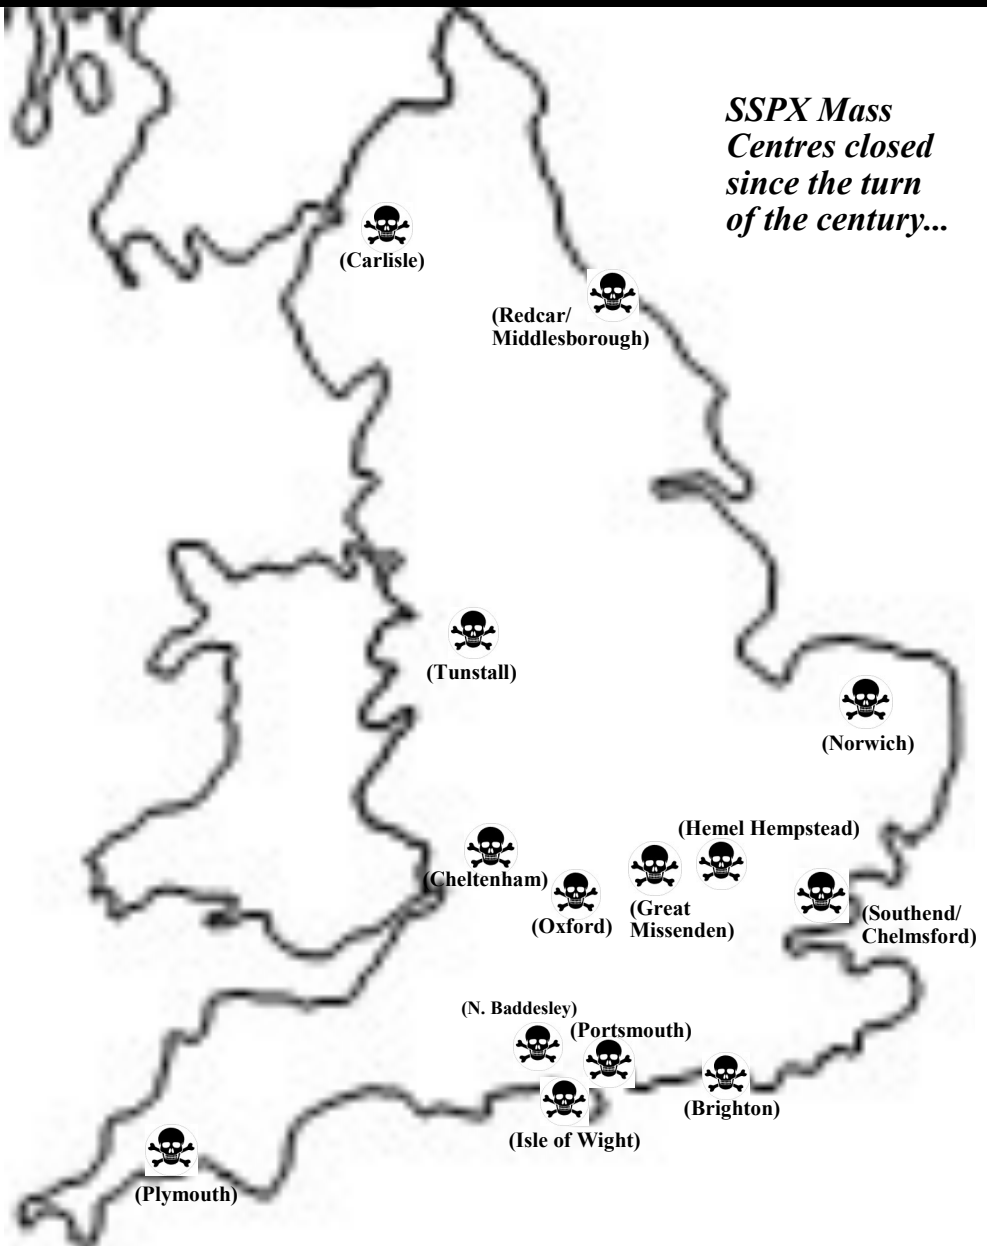 SSPX Mass
Centres closed
since the turn
of the century...
(Carlisle)
(Redcar/
Middlesborough)
(Tunstall)
(Norwich)
(Hemel Hempstead)
(Cheltenham)
(Oxford)
(Great
Missenden)
(Southend/
Chelmsford)
(N. Baddesley)
(Portsmouth)
(Brighton)
(Isle of Wight)
(Plymouth)